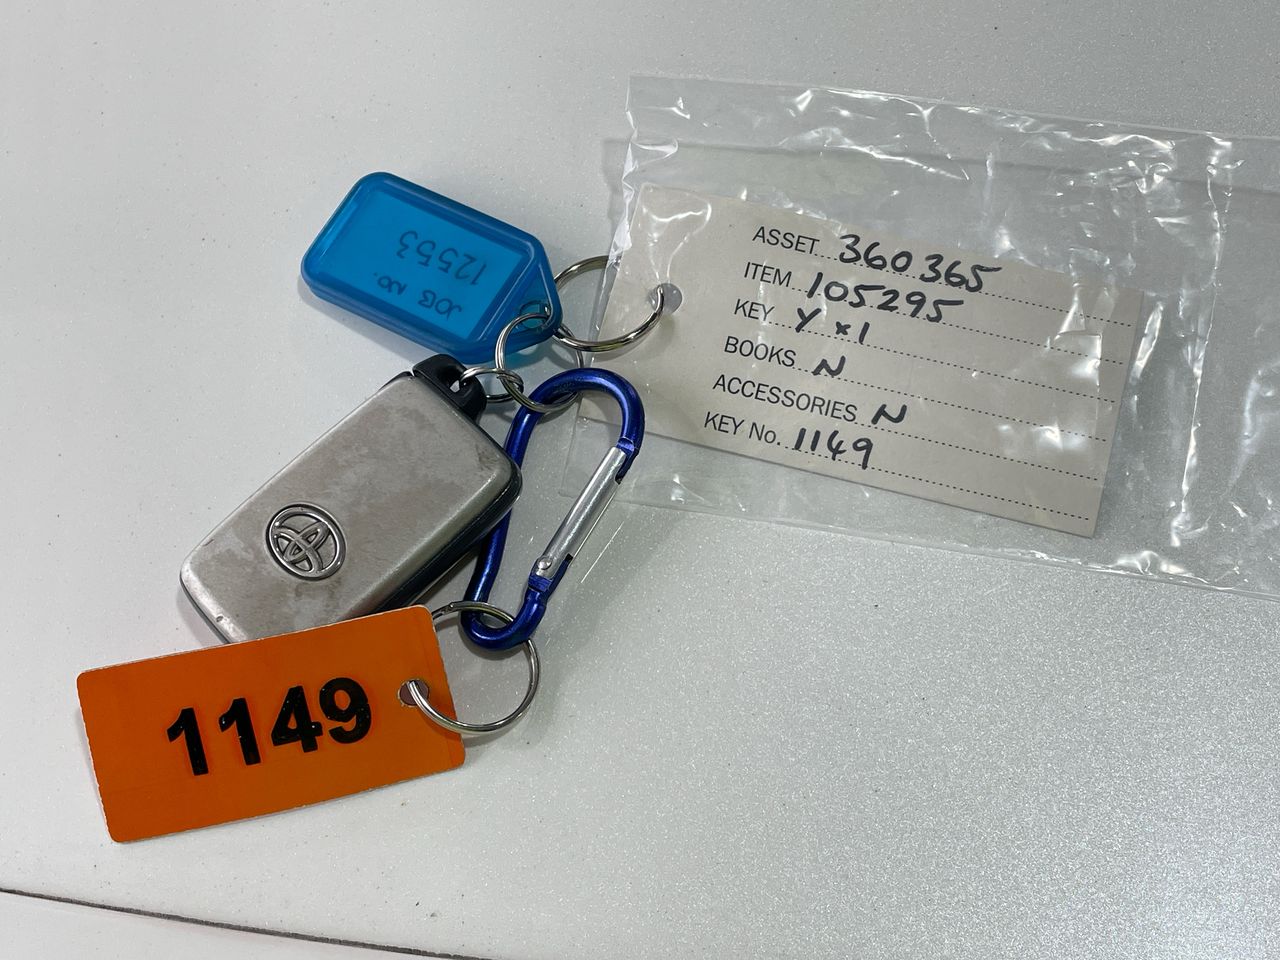 JOB NO.
12553
ASSET 360365
ITEM 105295
KEY Y x1
BOOKS N
ACCESSORIES N
KEY No. 1149
1149